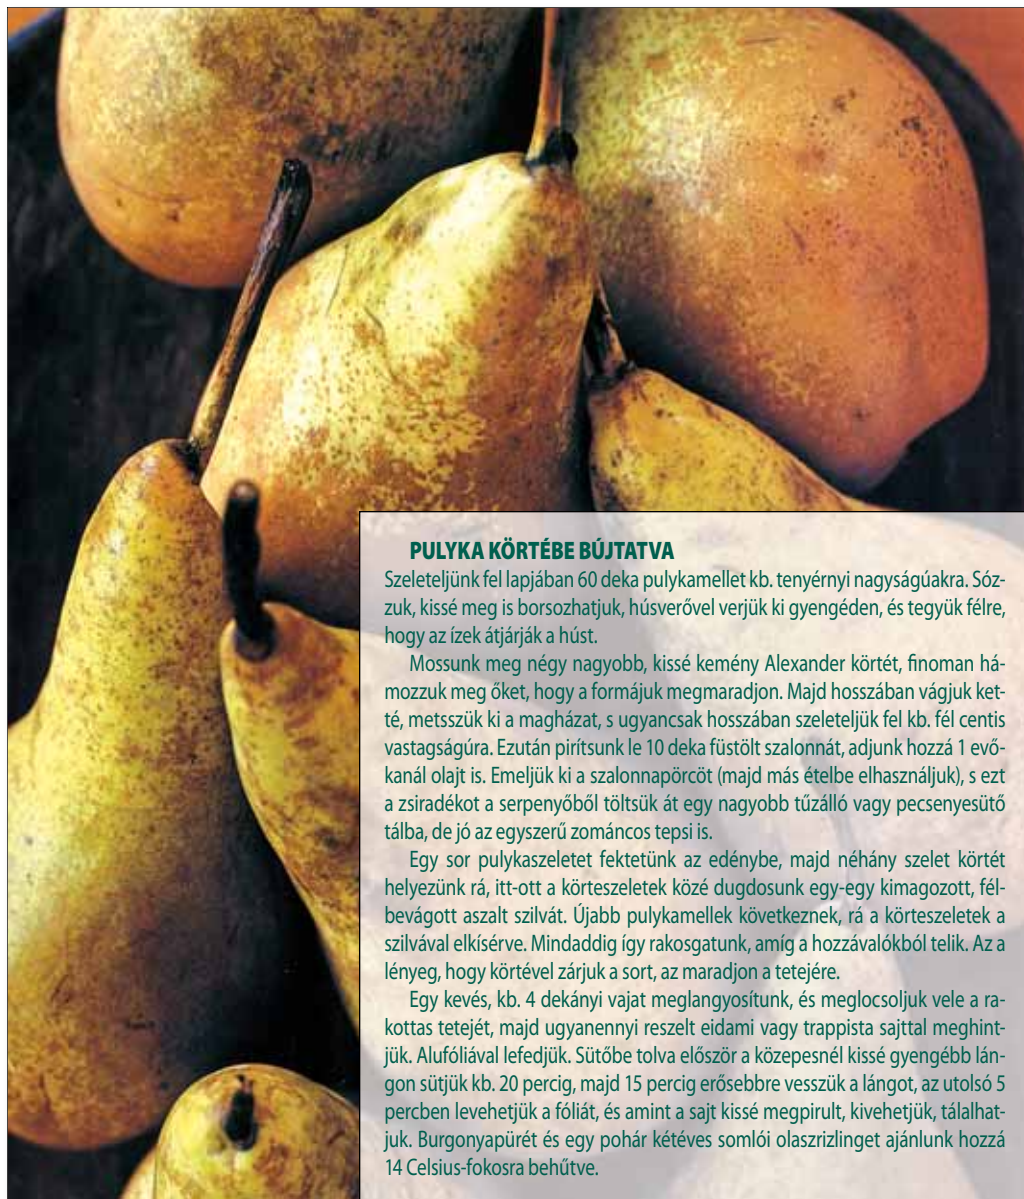 PULYKA KÖRTÉBE BÚJTATVA
Szeleteljünk fel lapjában 60 deka pulykamellet kb. tenyérnyi nagyságúakra. Sóz-
zuk, kissé meg is borsozhatjuk, húsverővel verjük ki gyengéden, és tegyük félre,
hogy az ízek átjárják a húst.
Mossunk meg négy nagyobb, kissé kemény Alexander körtét, finoman há-
mozzuk meg őket, hogy a formájuk megmaradjon. Majd hosszában vágjuk ket-
té, metsszük ki a magházat, s ugyancsak hosszában szeleteljük fel kb. fél centis
vastagságúra. Ezután pirítsunk le 10 deka füstölt szalonnát, adjunk hozzá 1 evő-
kanál olajt is. Emeljük ki a szalonnapörcöt (majd más ételbe elhasználjuk), s ezt
a zsiradékot a serpenyőből töltsük át egy nagyobb tűzálló vagy pecsenyesütő
tálba, de jó az egyszerű zománcos tepsi is.
Egy sor pulykaszeletet fektetünk az edénybe, majd néhány szelet körtét
helyezünk rá, itt-ott a körteszeletek közé dugdosunk egy-egy kimagozott, fél-
bevágott aszalt szilvát. Újabb pulykamellek következnek, rá a körteszeletek a
szilvával elkísérve. Mindaddig így rakosgatunk, amíg a hozzávalókból telik. Az a
lényeg, hogy körtével zárjuk a sort, az maradjon a tetejére.
Egy kevés, kb. 4 dekányi vajat meglangyosítunk, és meglocsoljuk vele a ra-
kottas tetejét, majd ugyanennyi reszelt eidami vagy trappista sajttal meghint-
jük. Alufóliával lefedjük. Sütőbe tolva először a közepesnél kissé gyengébb lán-
gon sütjük kb. 20 percig, majd 15 percig erősebbre vesszük a lángot, az utolsó 5
percben levehetjük a fóliát, és amint a sajt kissé megpirult, kivehetjük, tálalhat-
juk. Burgonyapürét és egy pohár kétéves somlói olaszrizlinget ajánlunk hozzá
14 Celsius-fokosra behűtve.